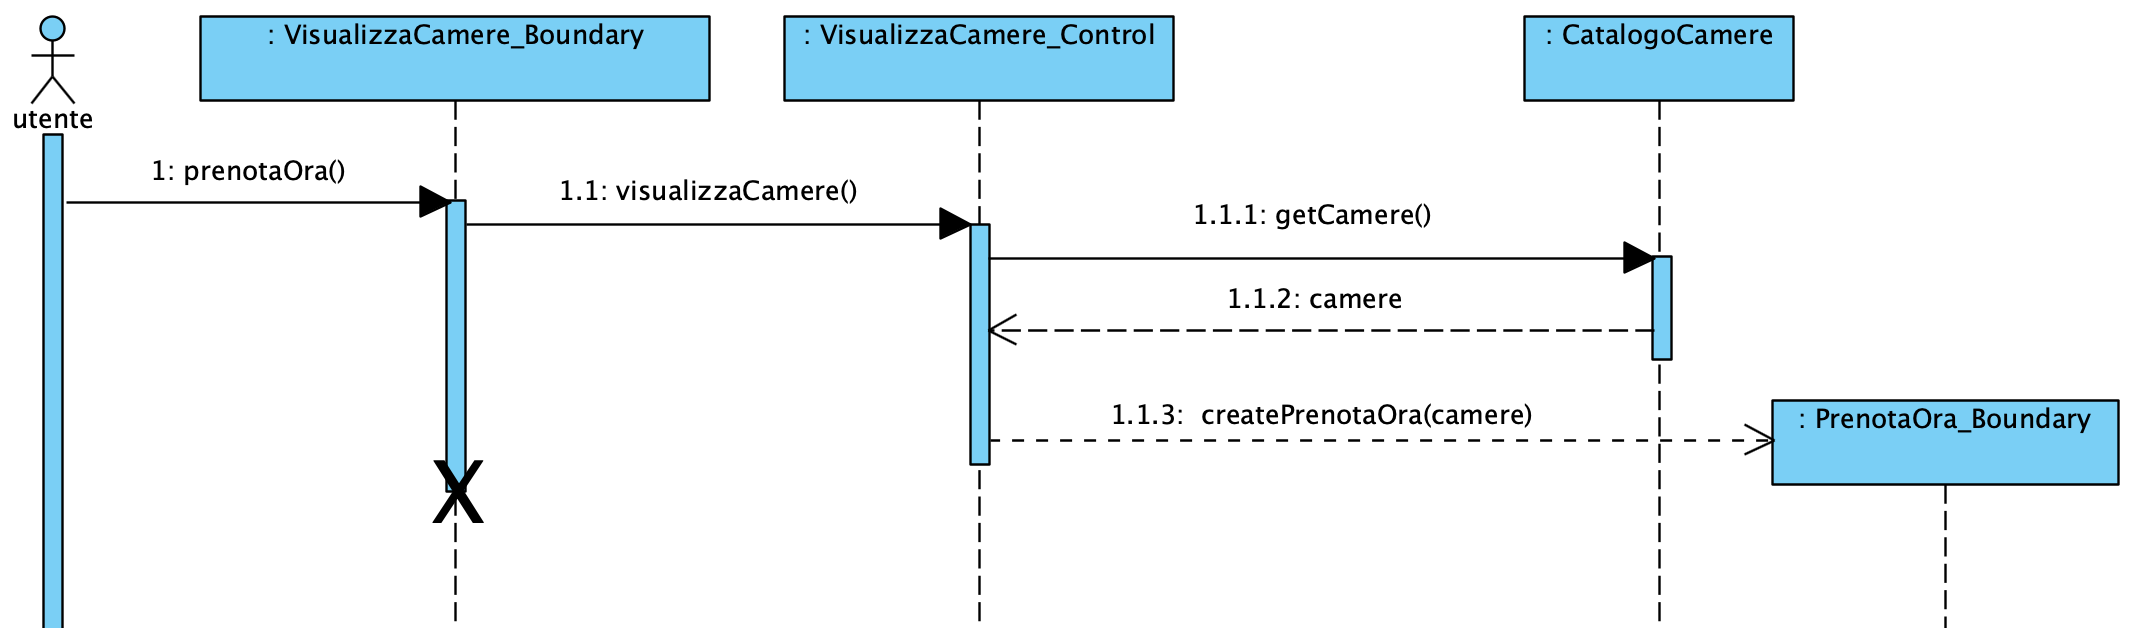 : VisualizzaCamere_Boundary
: VisualizzaCamere_Control
: CatalogoCamere
utente
1: prenotaOra()
1.1: visualizzaCamere()
1.1.1: getCamere()
1.1.2: camere
1.1.3:  createPrenotaOra(camere)
: PrenotaOra_Boundary